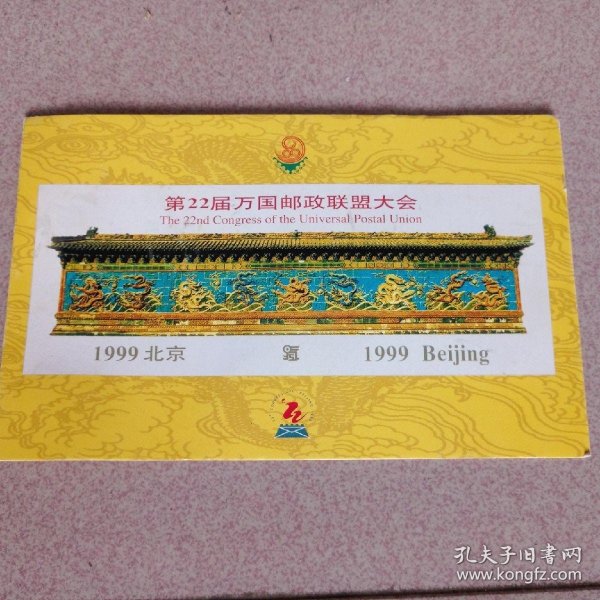 第22届万国邮政联盟大会
The 22nd Congress of the Universal Postal Union
1999 北京
1999 Beijing
孔夫子旧书网
www.kongfz.com